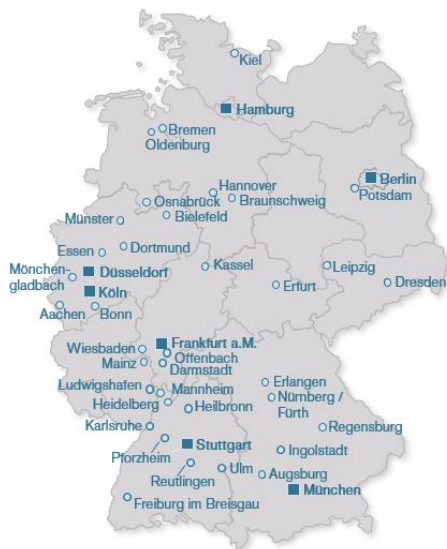 Kiel
Hamburg
Bremen
Oldenburg
Berlin
Potsdam
Hannover
Braunschweig
Osnabrück
Bielefeld
Münster
Essen
Dortmund
Mönchen-
gladbach
Düsseldorf
Köln
Aachen
Bonn
Kassel
Leipzig
Erfurt
Dresden
Frankfurt a.M.
Wiesbaden
Offenbach
Mainz
Darmstadt
Ludwigshafen
Mannheim
Heidelberg
Heilbronn
Erlangen
Nürnberg /
Fürth
Karlsruhe
Regensburg
Pforzheim
Stuttgart
Ingolstadt
Reutlingen
Ulm
Augsburg
München
Freiburg im Breisgau